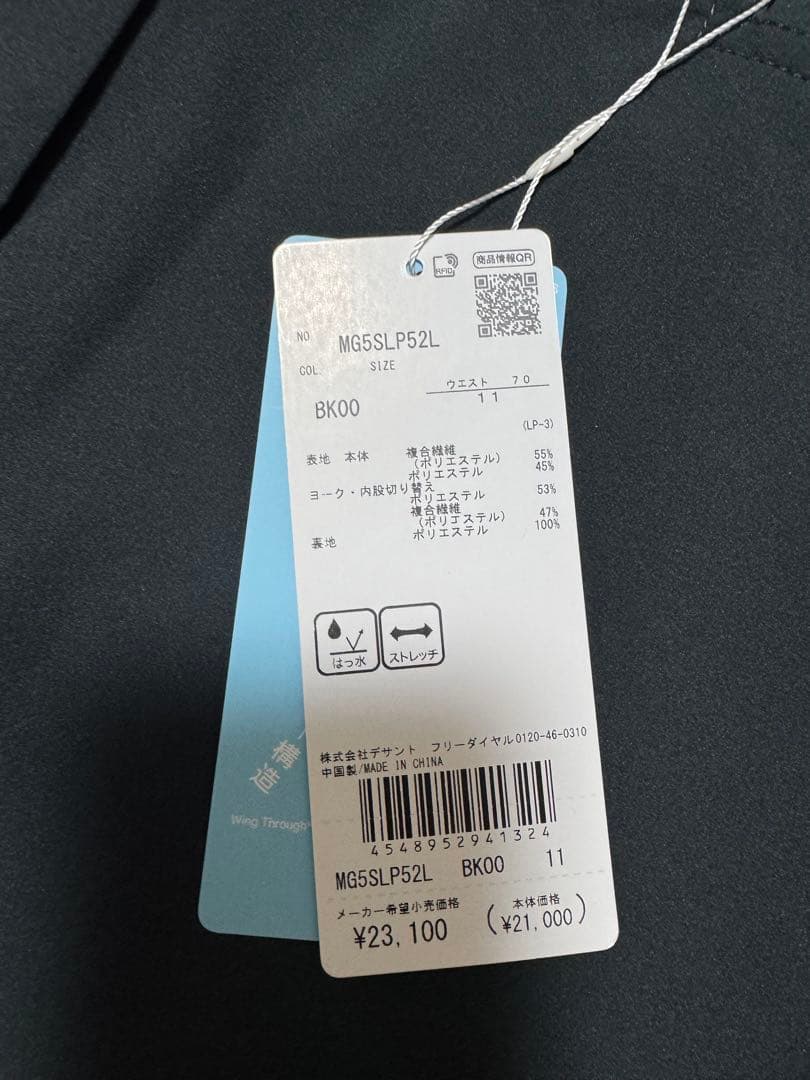 RFID 商品情報QR
NO MG5SLP52L
COL. SIZE
ウエスト 70
BK00 11
(LP-3)
表地 本体 複合繊維 55%
(ポリエステル)
ポリエステル 45%
ヨーク・内股切り替え
ポリエステル 53%
複合繊維 47%
(ポリエステル)
裏地 ポリエステル 100%
はっ水 ストレッチ
株式会社デサント フリーダイヤル0120-46-0310
中国製/MADE IN CHINA
4548952941324
MG5SLP52L BK00 11
メーカー希望小売価格 本体価格
¥23,100 (¥21,000)
構造
Wing Through